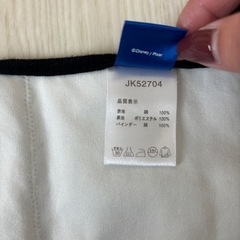 ©Disney / Pixar
JK52704
品質表示
表地 綿 100%
裏地 ポリエステル 100%
バインダー 綿 100%